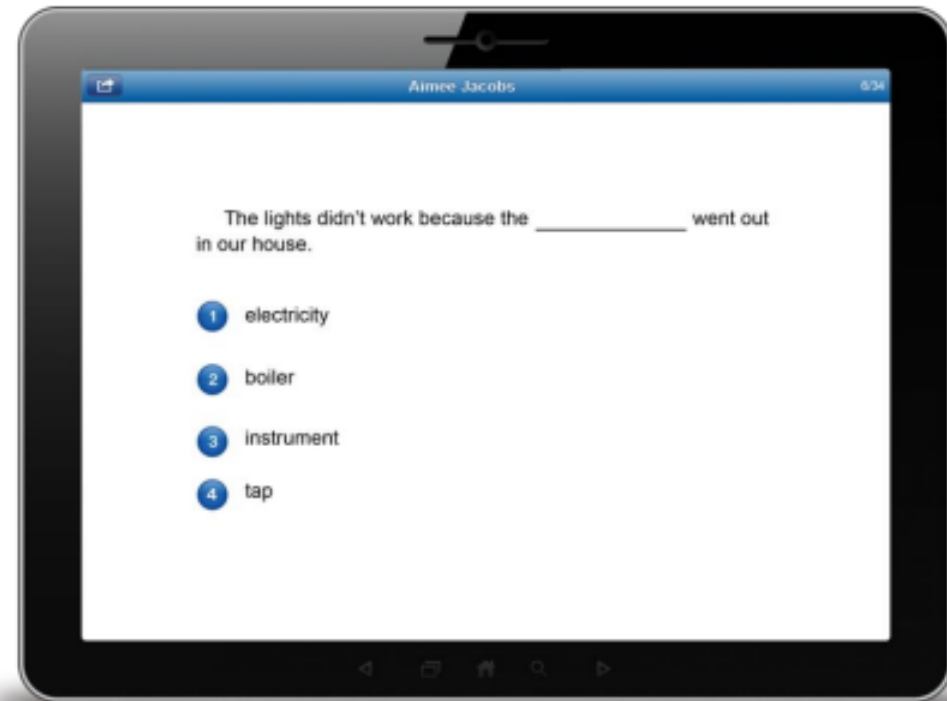 Aimee Jacobs 6/34
The lights didn't work because the ____________ went out
in our house.
1 electricity
2 boiler
3 instrument
4 tap